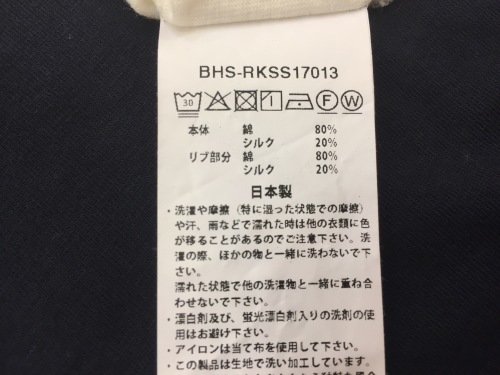 BHS-RKSS17013
30 F W
本体 綿 80%
シルク 20%
リブ部分 綿 80%
シルク 20%
日本製
・洗濯や摩擦（特に湿った状態での摩擦）
や汗、雨などで濡れた時は他の衣類に色
が移ることがあるのでご注意下さい。洗
濯の際、ほかの物と一緒に洗わないで下
さい。
濡れた状態で他の洗濯物と一緒に重ね合
わせないで下さい。
・漂白剤及び、蛍光漂白剤入りの洗剤の使
用はお避け下さい。
・アイロンは当て布を使用して下さい。
・この製品は生地で洗い加工しています。